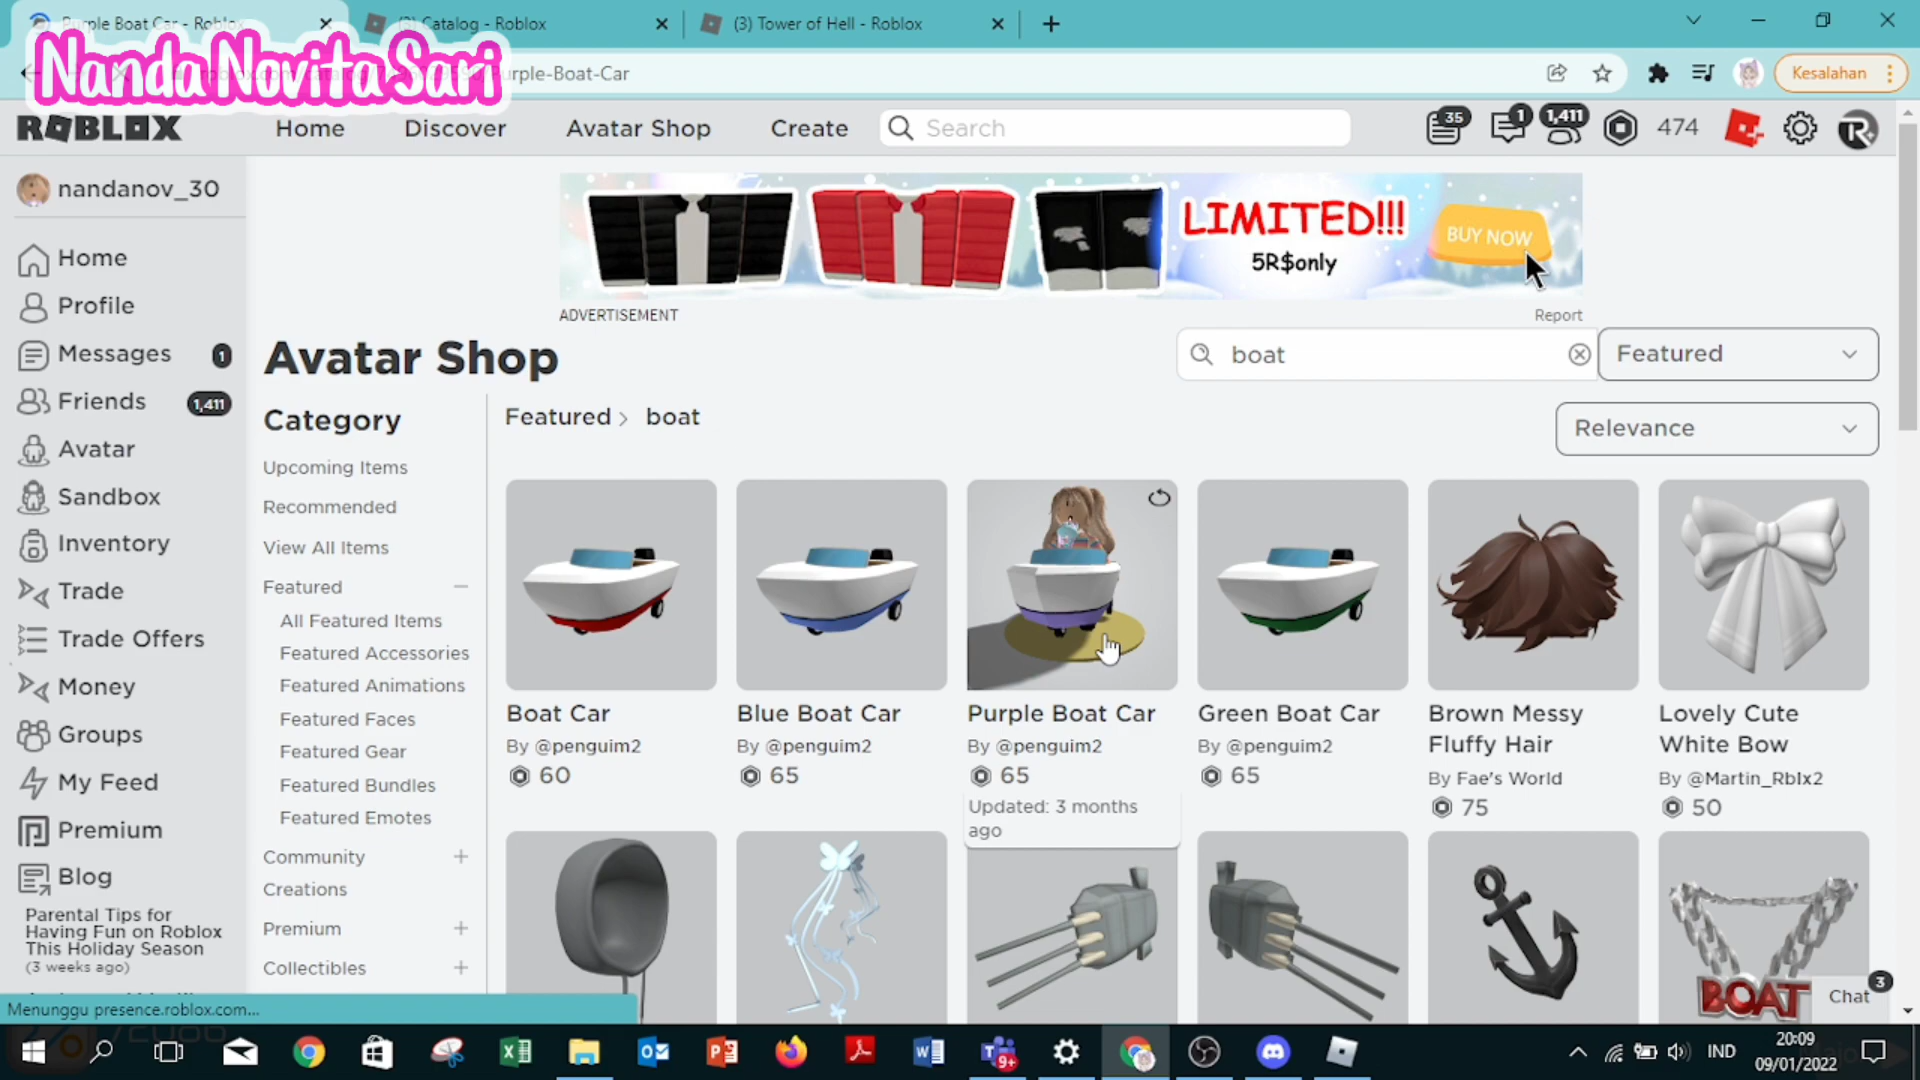 Purple Boat Car - Roblox
(3) Catalog - Roblox
(3) Tower of Hell - Roblox
Nanda Novita Sari
Purple-Boat-Car
Kesalahan
ROBLOX
Home
Discover
Avatar Shop
Create
Search
35
1
1,411
474
nandanov_30
LIMITED!!!
5R$only
BUY NOW
ADVERTISEMENT
Report
Home
Profile
Messages
1
Friends
1,411
Avatar
Sandbox
Inventory
Trade
Trade Offers
Money
Groups
My Feed
Premium
Blog
Parental Tips for
Having Fun on Roblox
This Holiday Season
(3 weeks ago)
Avatar Shop
boat
Featured
Relevance
Category
Upcoming Items
Recommended
View All Items
Featured
All Featured Items
Featured Accessories
Featured Animations
Featured Faces
Featured Gear
Featured Bundles
Featured Emotes
Community
Creations
Premium
Collectibles
Featured > boat
Boat Car
By @penguim2
60
Blue Boat Car
By @penguim2
65
Purple Boat Car
By @penguim2
65
Updated: 3 months
ago
Green Boat Car
By @penguim2
65
Brown Messy
Fluffy Hair
By Fae's World
75
Lovely Cute
White Bow
By @Martin_Rblx2
50
BOAT
Chat
3
Menunggu presence.roblox.com...
9+
IND
20:09
09/01/2022